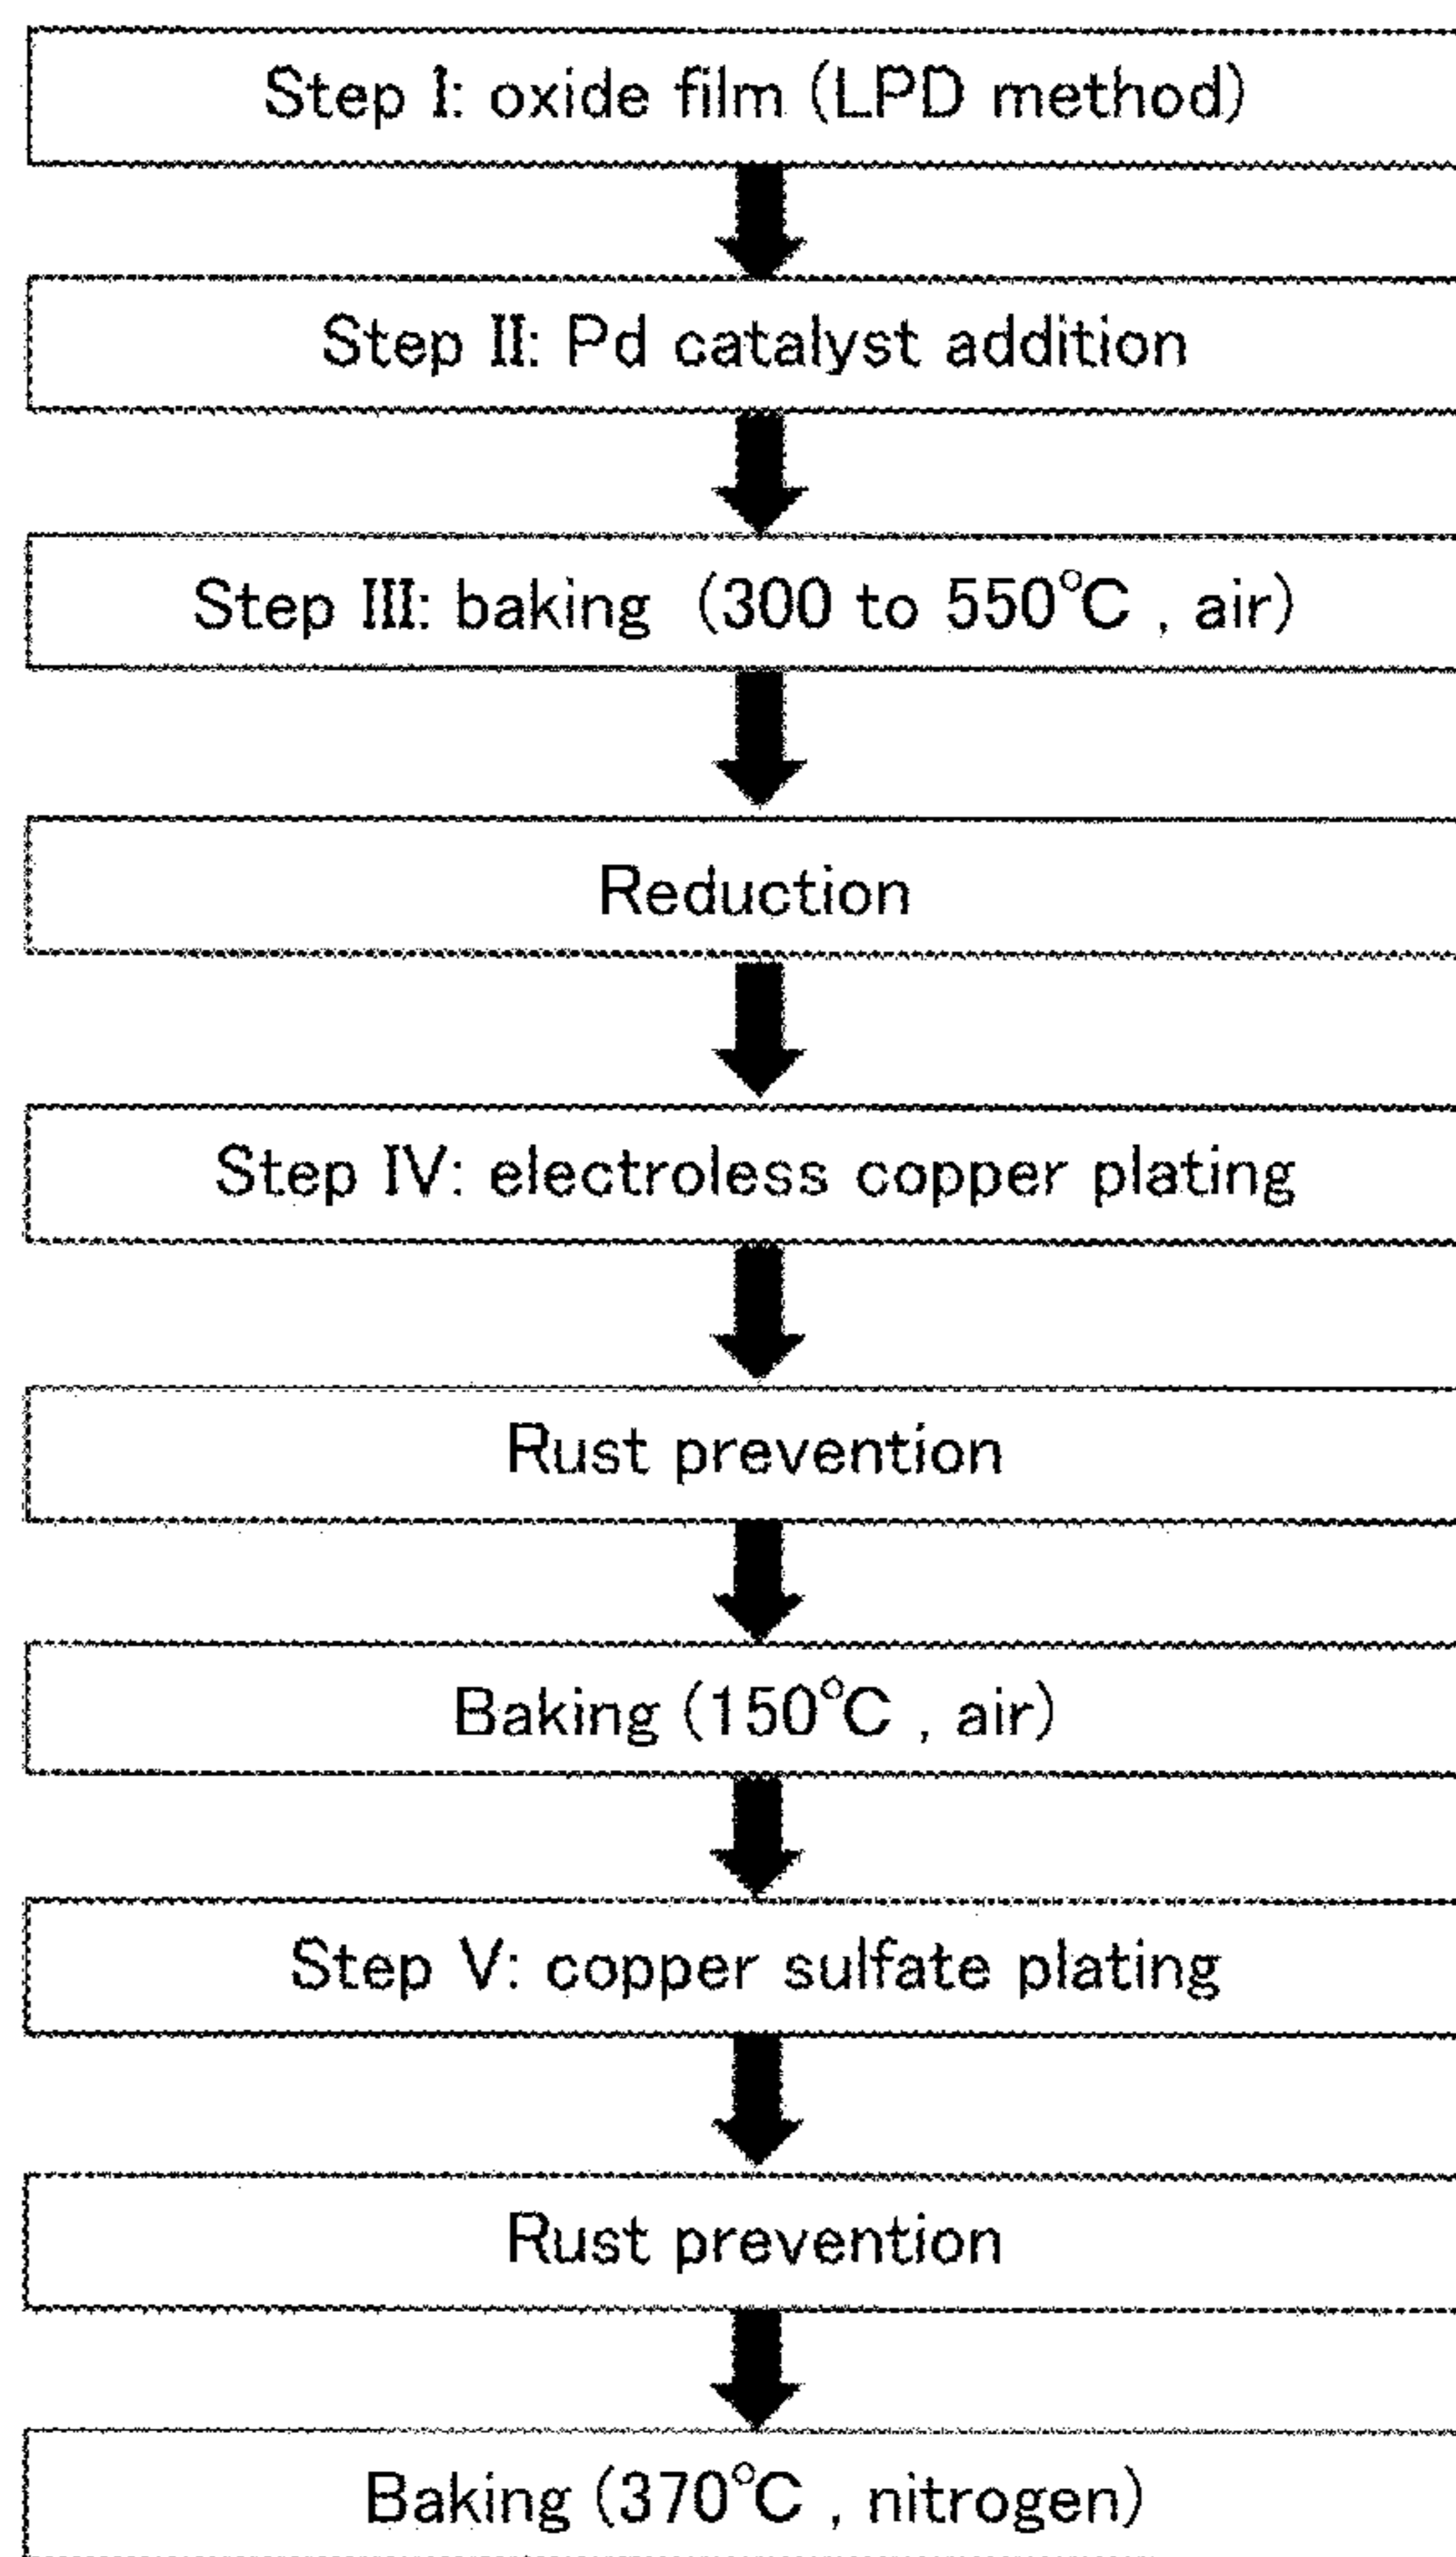 Step I: oxide film (LPD method)
Step II: Pd catalyst addition
Step III: baking (300 to 550℃ , air)
Reduction
Step IV: electroless copper plating
Rust prevention
Baking (150℃ , air)
Step V: copper sulfate plating
Rust prevention
Baking (370℃ , nitrogen)